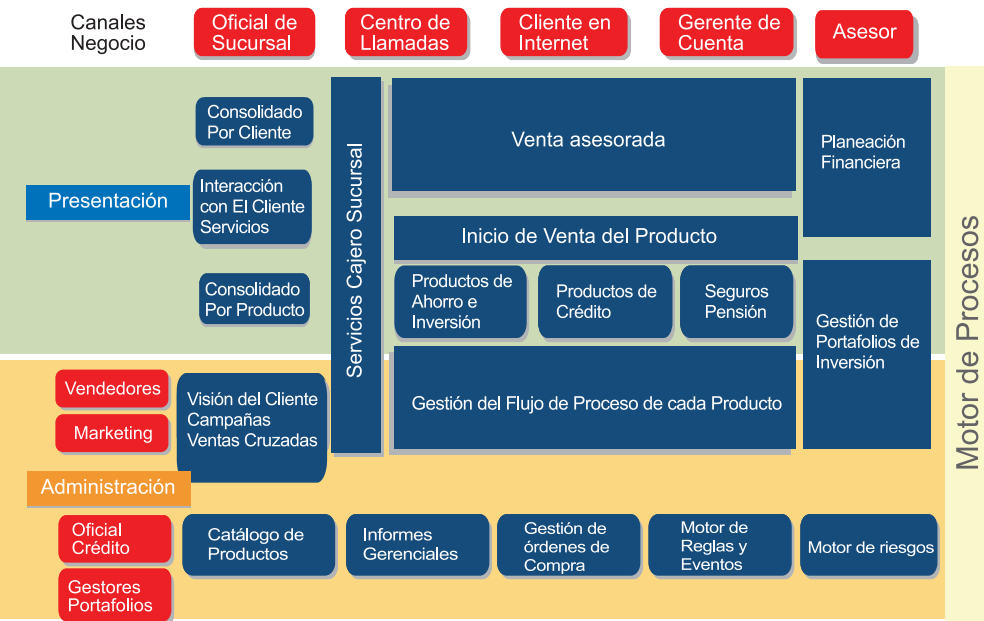 Canales
Negocio
Oficial de
Sucursal
Centro de
Llamadas
Cliente en
Internet
Gerente de
Cuenta
Asesor
Presentación
Consolidado
Por Cliente
Interacción
con El Cliente
Servicios
Consolidado
Por Producto
Servicios Cajero Sucursal
Venta asesorada
Inicio de Venta del Producto
Productos de
Ahorro e
Inversión
Productos de
Crédito
Seguros
Pensión
Gestión del Flujo de Proceso de cada Producto
Planeación
Financiera
Gestión de
Portafolios de
Inversión
Motor de Procesos
Vendedores
Marketing
Visión del Cliente
Campañas
Ventas Cruzadas
Administración
Oficial
Crédito
Gestores
Portafolios
Catálogo de
Productos
Informes
Gerenciales
Gestión de
órdenes de
Compra
Motor de
Reglas y
Eventos
Motor de riesgos